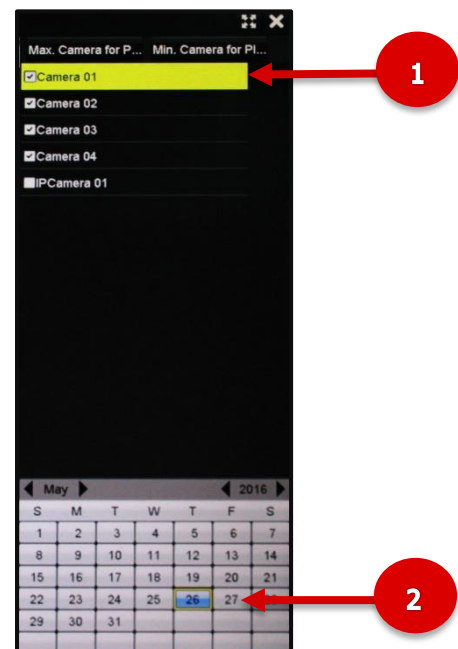 Max. Camera for P... Min. Camera for Pl...
Camera 01
1
Camera 02
Camera 03
Camera 04
IPCamera 01
May 2016
S M T W T F S
1 2 3 4 5 6 7
8 9 10 11 12 13 14
15 16 17 18 19 20 21
22 23 24 25 26 27
2
29 30 31